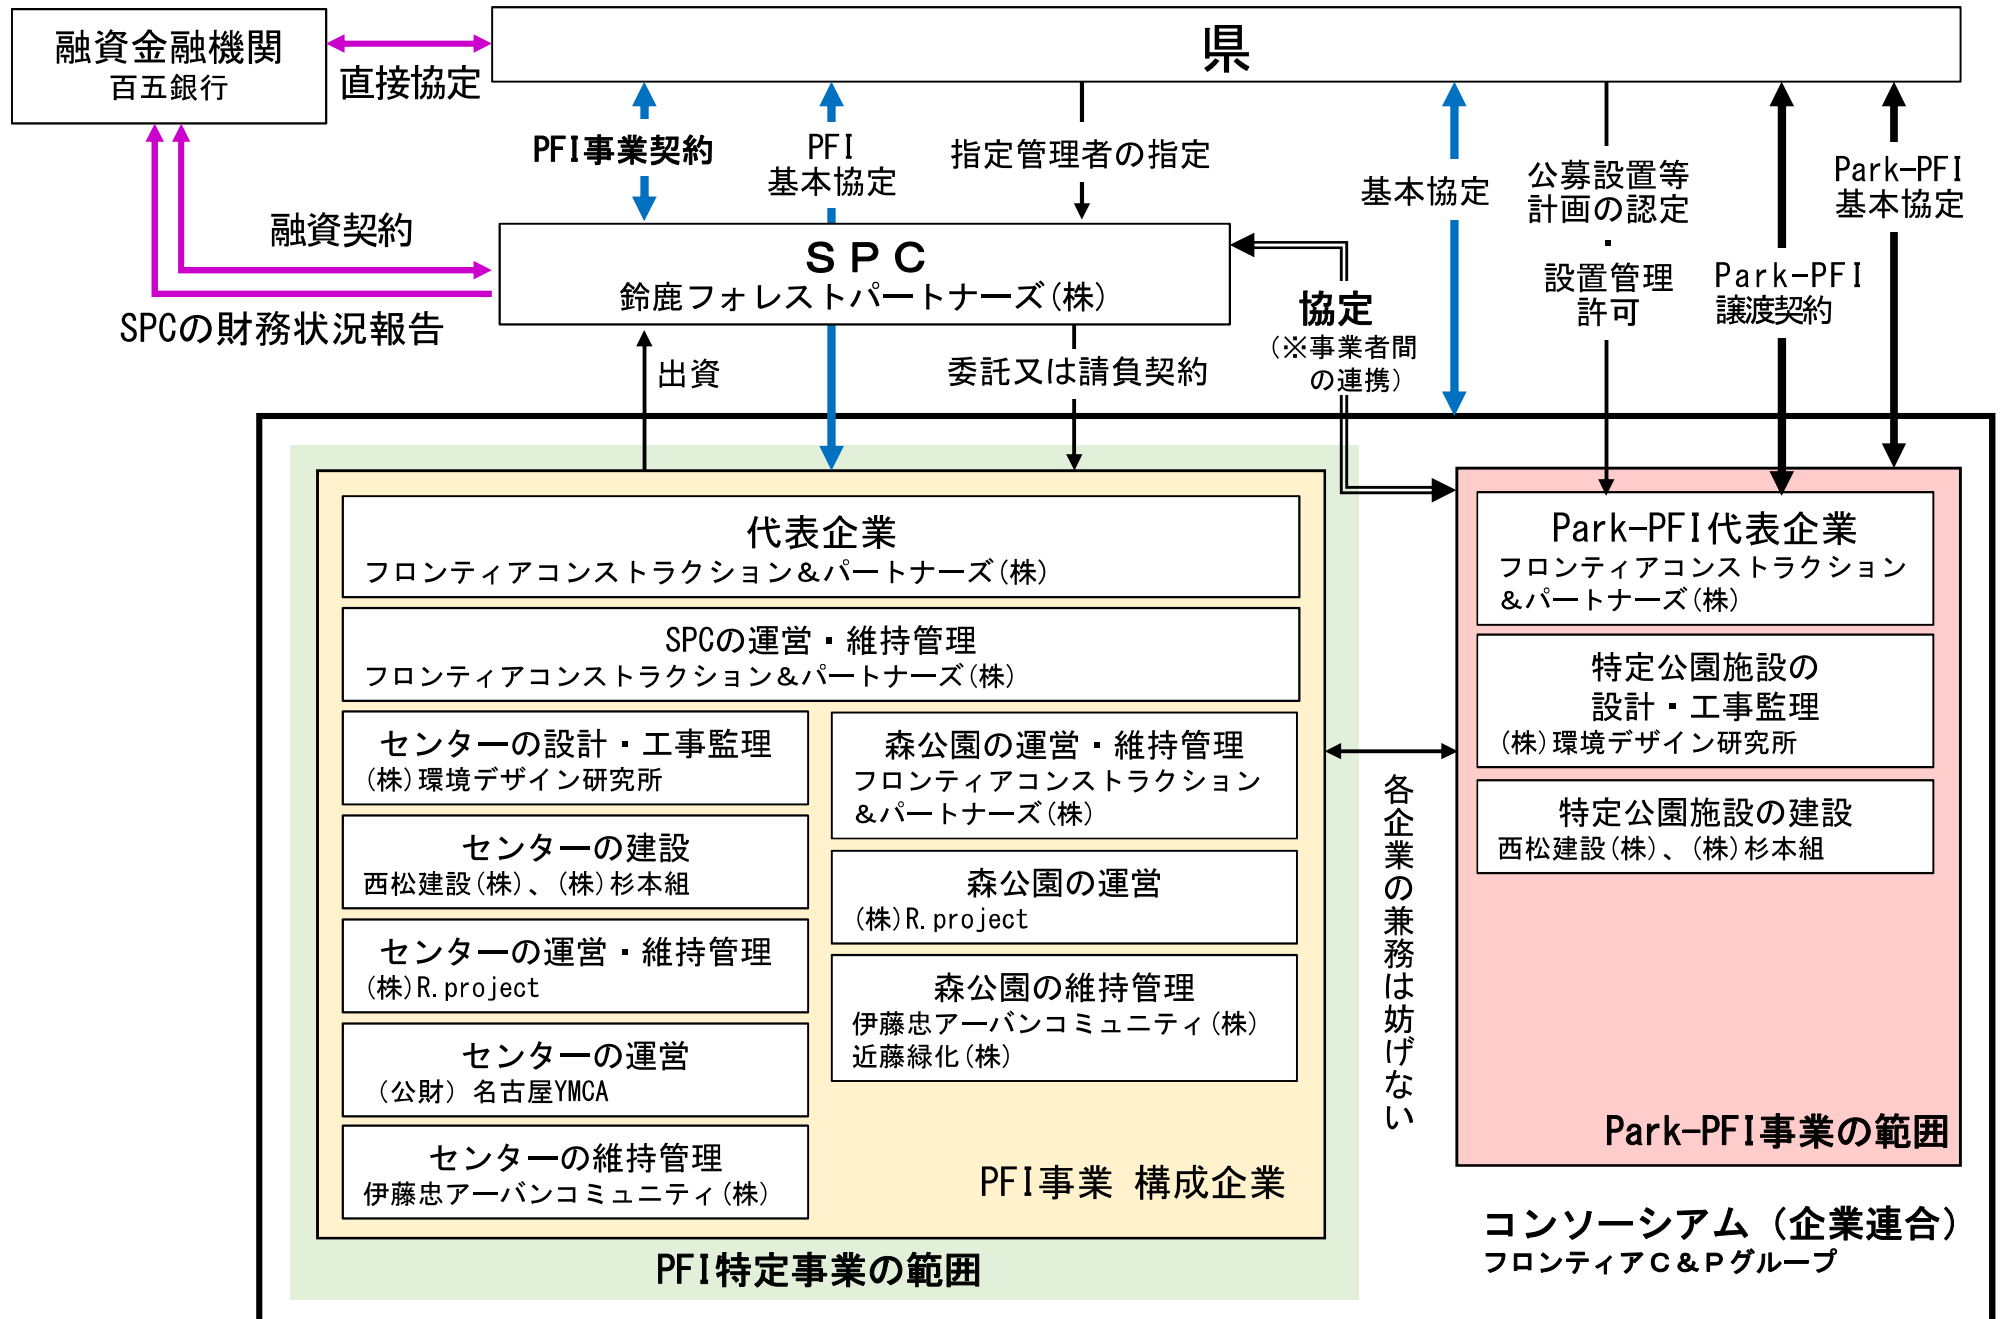 融資金融機関
百五銀行
直接協定
県
PFI事業契約
PFI
基本協定
指定管理者の指定
基本協定
公募設置等
計画の認定
・
設置管理
許可
Park-PFI
譲渡契約
Park-PFI
基本協定
融資契約
SPCの財務状況報告
ＳＰＣ
鈴鹿フォレストパートナーズ(株)
協定
(※事業者間
の連携)
出資
委託又は請負契約
代表企業
フロンティアコンストラクション＆パートナーズ(株)
SPCの運営・維持管理
フロンティアコンストラクション＆パートナーズ(株)
センターの設計・工事監理
(株)環境デザイン研究所
センターの建設
西松建設(株)、(株)杉本組
センターの運営・維持管理
(株)R.project
センターの運営
（公財）名古屋YMCA
センターの維持管理
伊藤忠アーバンコミュニティ(株)
森公園の運営・維持管理
フロンティアコンストラクション
＆パートナーズ(株)
森公園の運営
(株)R.project
森公園の維持管理
伊藤忠アーバンコミュニティ(株)
近藤緑化(株)
PFI事業 構成企業
PFI特定事業の範囲
各企業の兼務は妨げない
Park-PFI代表企業
フロンティアコンストラクション
＆パートナーズ(株)
特定公園施設の
設計・工事監理
(株)環境デザイン研究所
特定公園施設の建設
西松建設(株)、(株)杉本組
Park-PFI事業の範囲
コンソーシアム（企業連合）
フロンティアＣ＆Ｐグループ